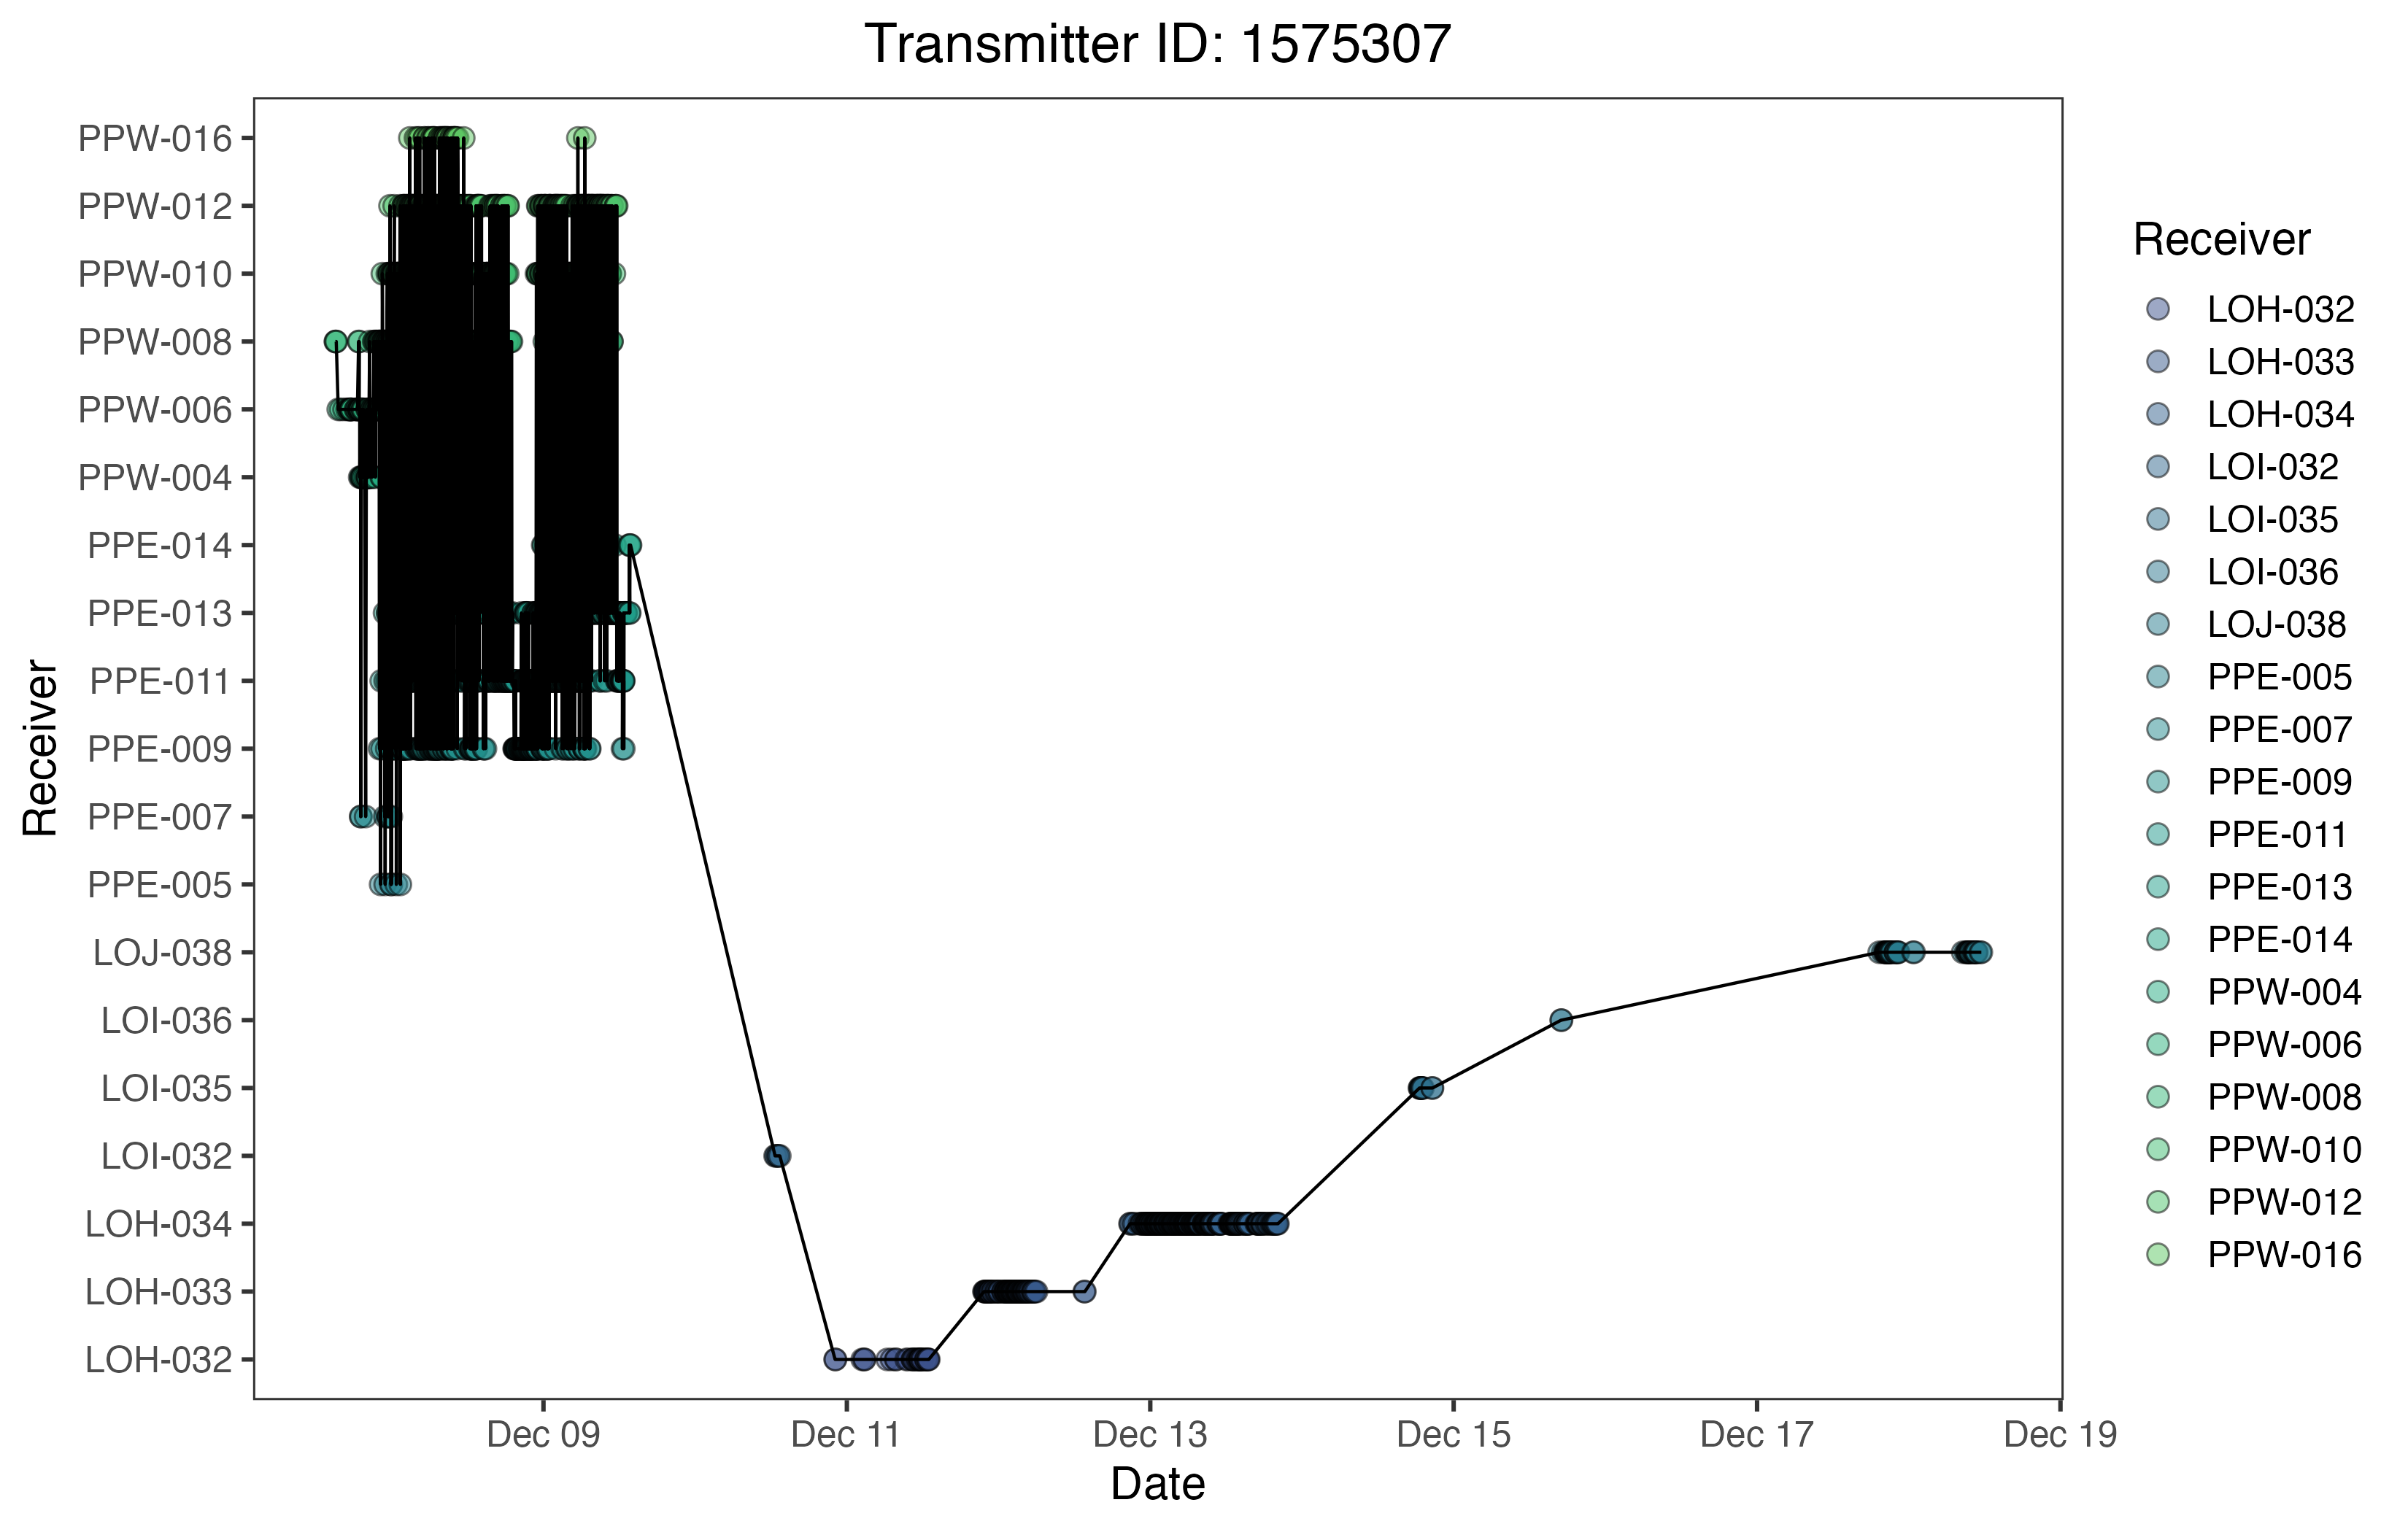 Transmitter ID: 1575307
Receiver
PPW-016
PPW-012
PPW-010
PPW-008
PPW-006
PPW-004
PPE-014
PPE-013
PPE-011
PPE-009
PPE-007
PPE-005
LOJ-038
LOI-036
LOI-035
LOI-032
LOH-034
LOH-033
LOH-032
Dec 09 Dec 11 Dec 13 Dec 15 Dec 17 Dec 19
Date
Receiver
LOH-032
LOH-033
LOH-034
LOI-032
LOI-035
LOI-036
LOJ-038
PPE-005
PPE-007
PPE-009
PPE-011
PPE-013
PPE-014
PPW-004
PPW-006
PPW-008
PPW-010
PPW-012
PPW-016